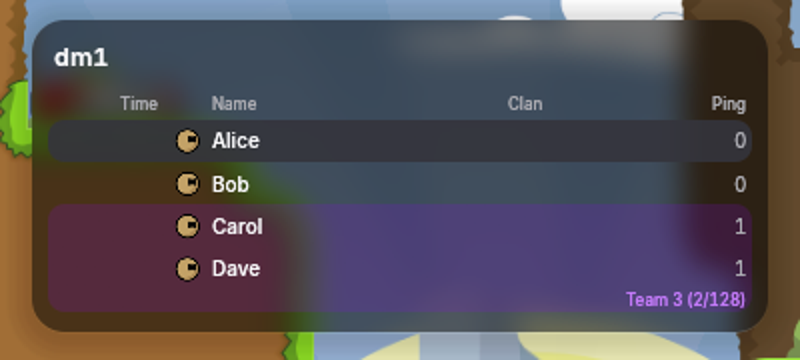 dm1
Time Name Clan Ping
Alice 0
Bob 0
Carol 1
Dave 1
Team 3 (2/128)